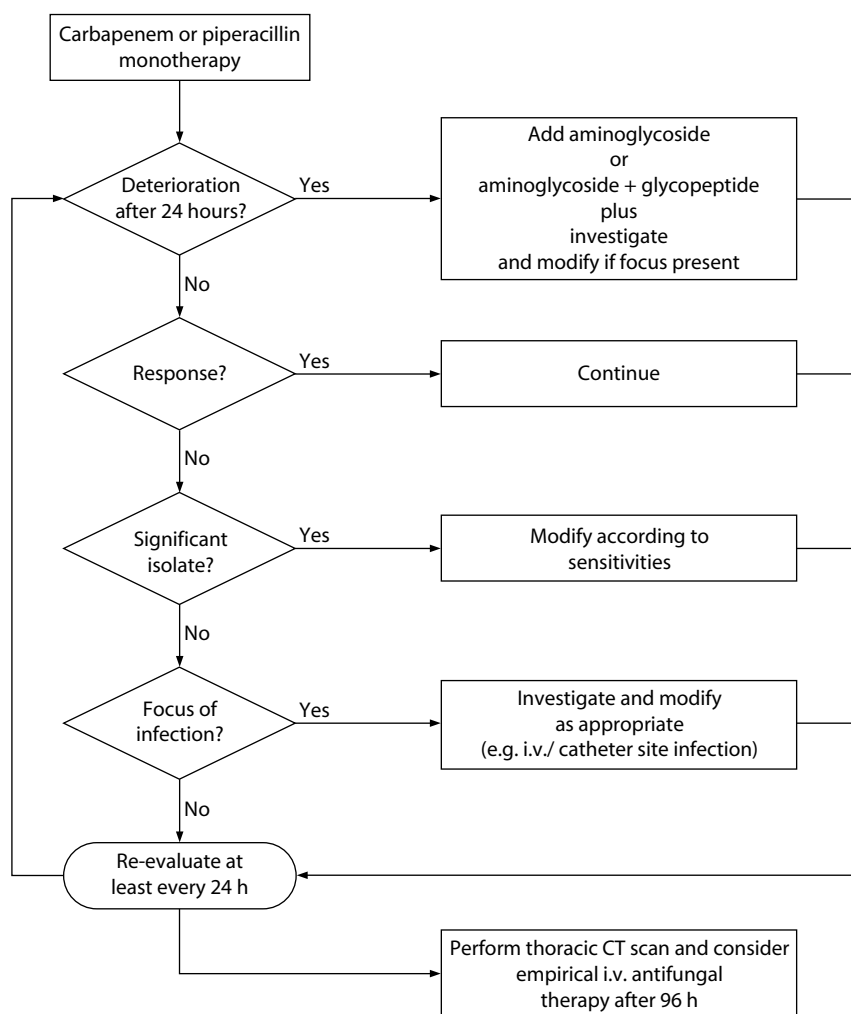 Carbapenem or piperacillin
monotherapy
Deterioration
after 24 hours?
Yes
Add aminoglycoside
or
aminoglycoside + glycopeptide
plus
investigate
and modify if focus present
No
Response?
Yes
Continue
No
Significant
isolate?
Yes
Modify according to
sensitivities
No
Focus of
infection?
Yes
Investigate and modify
as appropriate
(e.g. i.v./ catheter site infection)
No
Re-evaluate at
least every 24 h
Perform thoracic CT scan and consider
empirical i.v. antifungal
therapy after 96 h